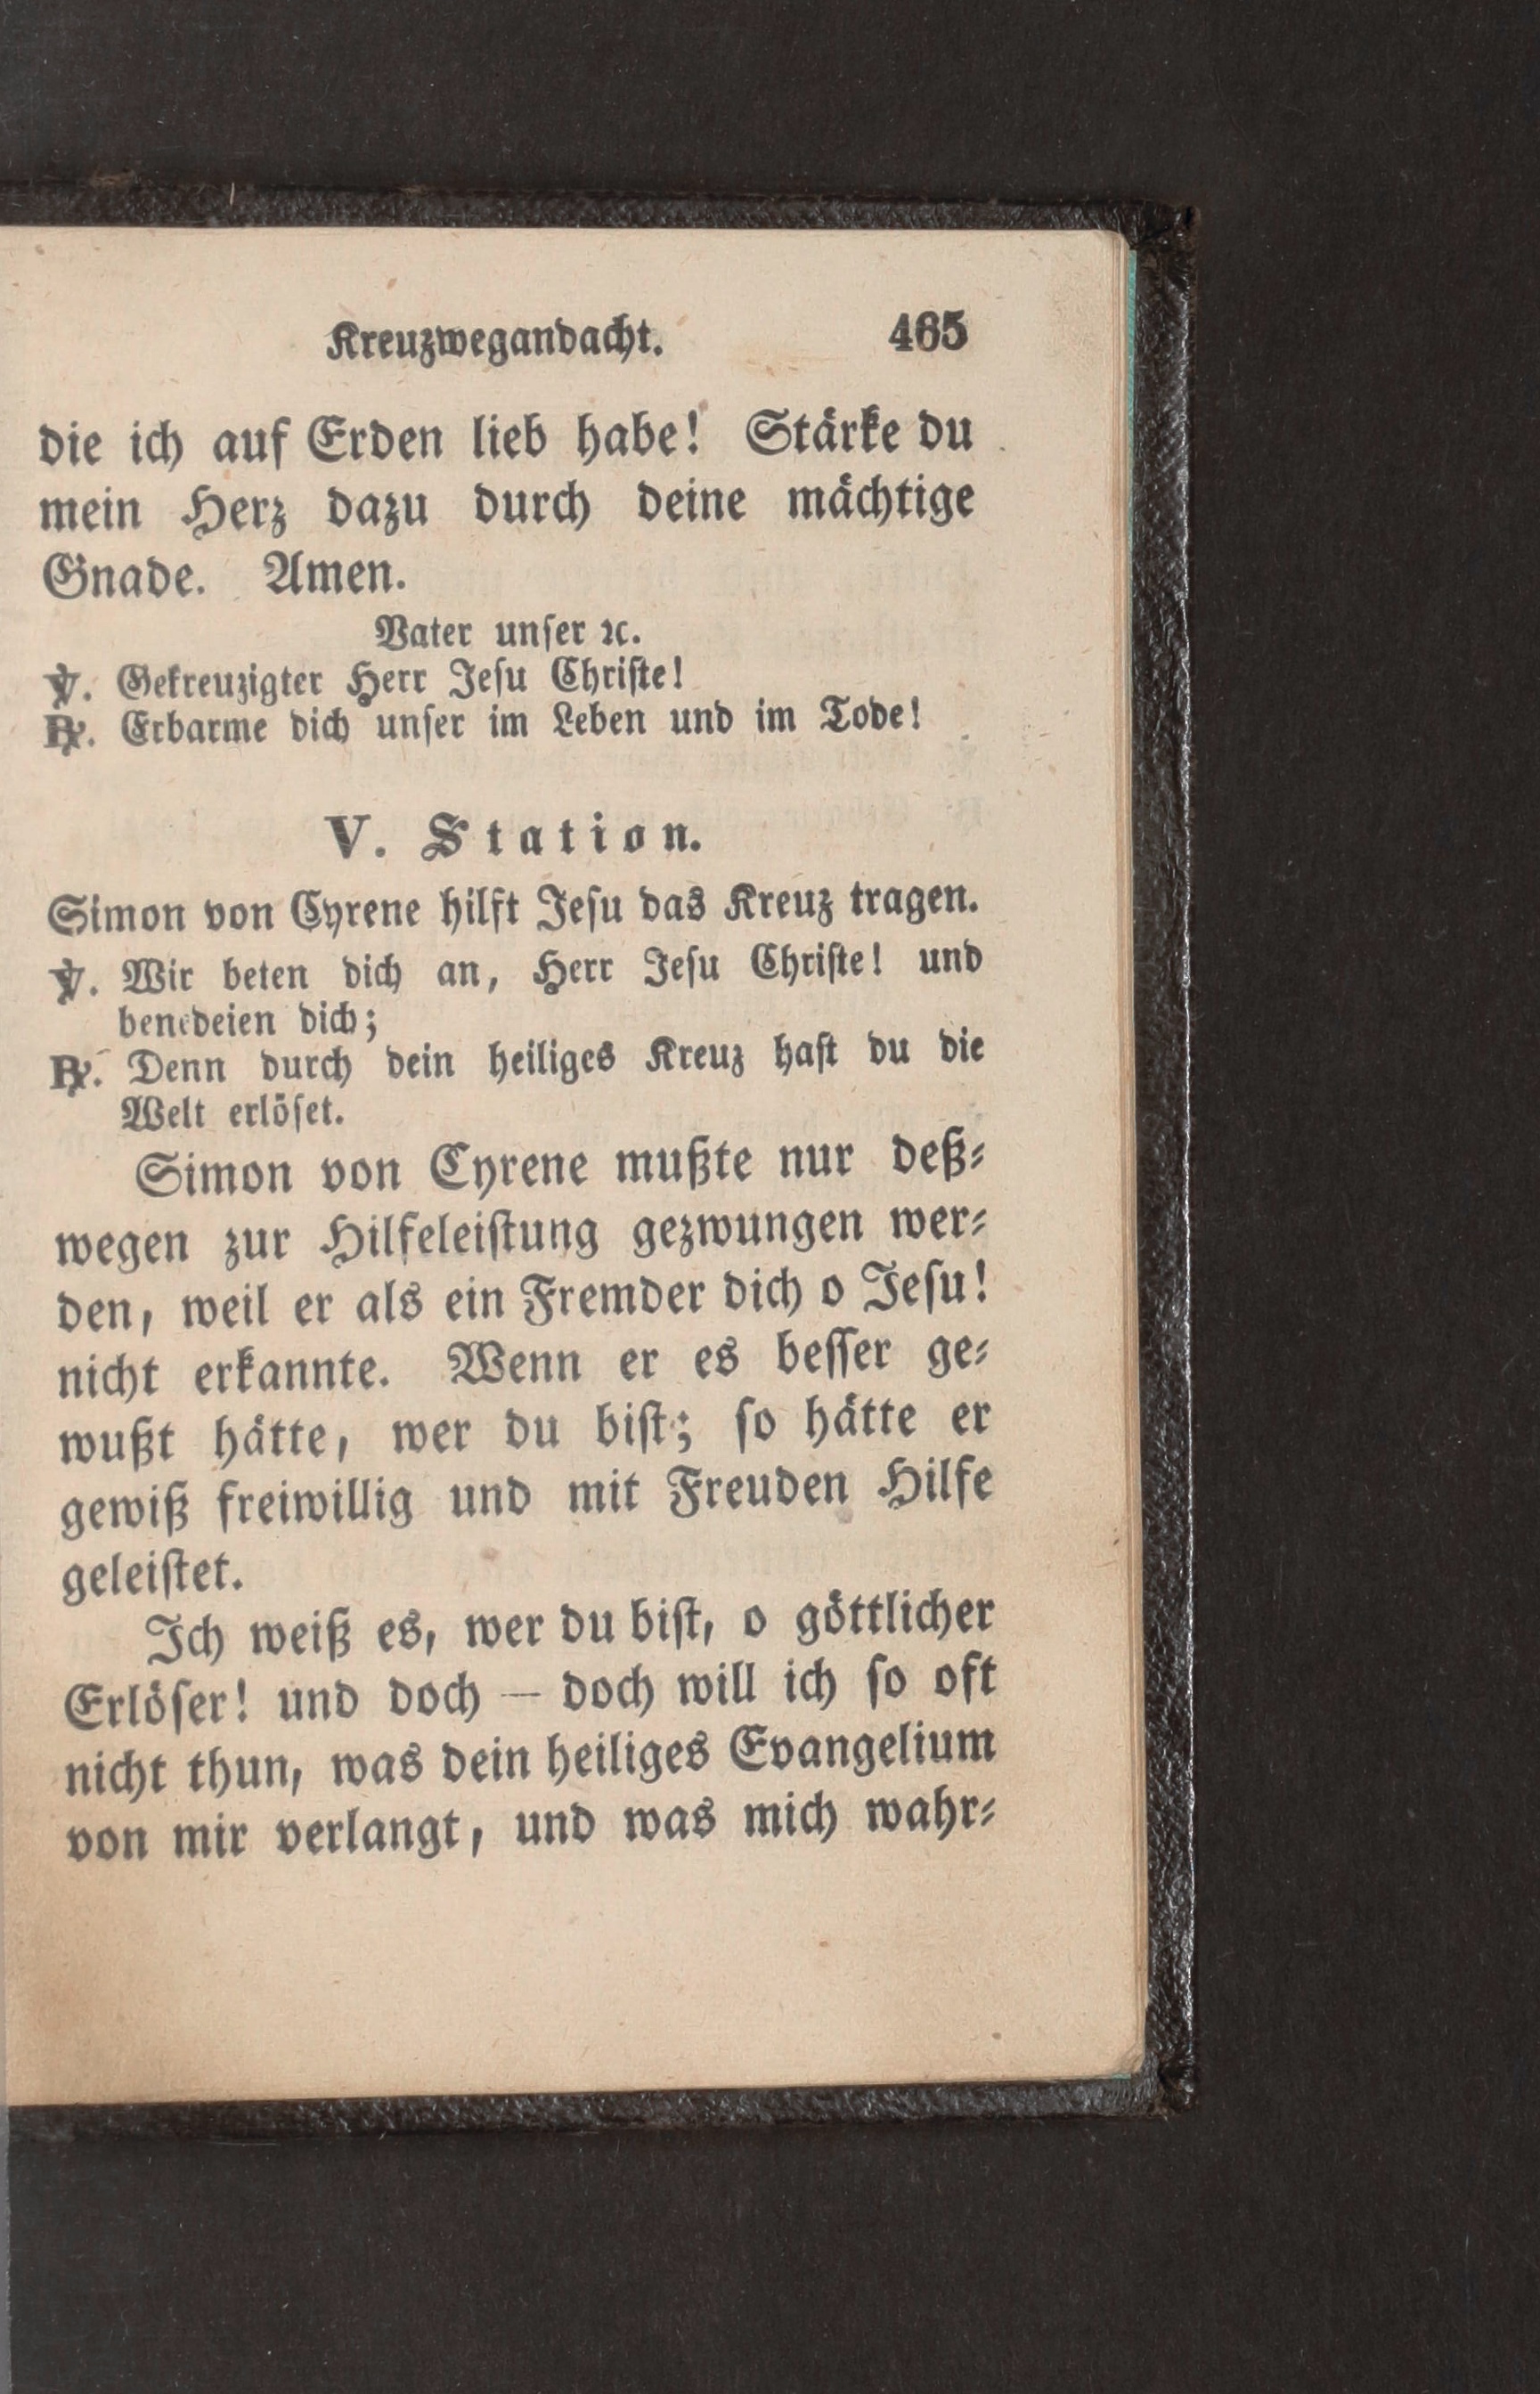 Kreuzwegandacht. 465
die ich auf Erden lieb habe! Stärke du
mein Herz dazu durch deine mächtige
Gnade. Amen.
Vater unser ꝛc.
℣. Gekreuzigter Herr Jesu Christe!
℟. Erbarme dich unser im Leben und im Tode!
V. Station.
Simon von Cyrene hilft Jesu das Kreuz tragen.
℣. Wir beten dich an, Herr Jesu Christe! und
benedeien dich;
℟. Denn durch dein heiliges Kreuz hast du die
Welt erlöset.
Simon von Cyrene mußte nur deß-
wegen zur Hilfeleistung gezwungen wer-
den, weil er als ein Fremder dich o Jesu!
nicht erkannte. Wenn er es besser ge-
wußt hätte, wer du bist; so hätte er
gewiß freiwillig und mit Freuden Hilfe
geleistet.
Ich weiß es, wer du bist, o göttlicher
Erlöser! und doch — doch will ich so oft
nicht thun, was dein heiliges Evangelium
von mir verlangt, und was mich wahr-